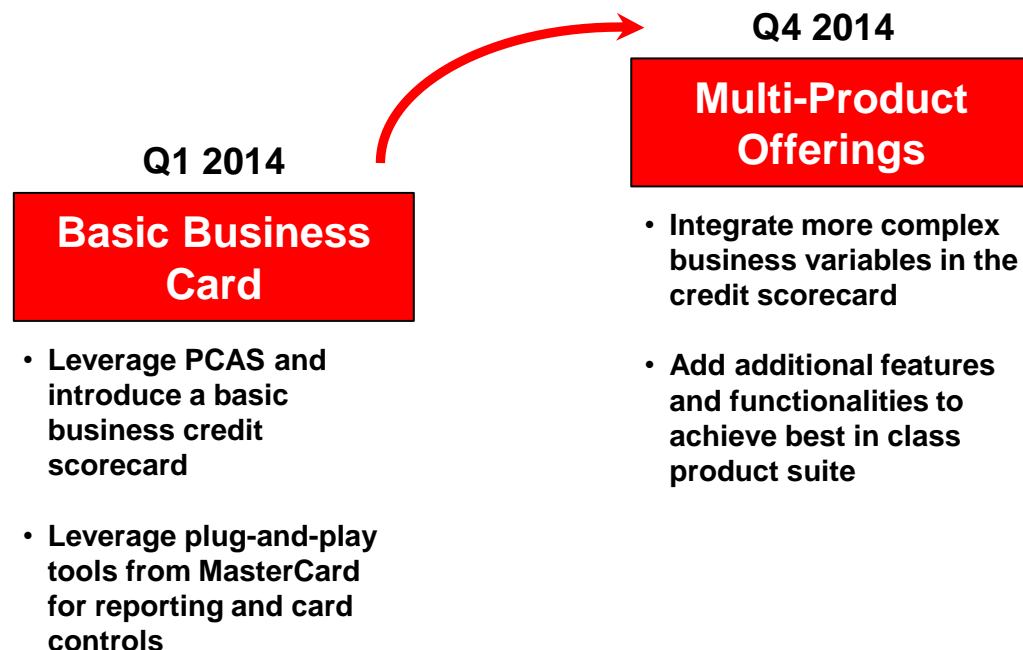 Q1 2014
Basic Business
Card
• Leverage PCAS and
introduce a basic
business credit
scorecard
• Leverage plug-and-play
tools from MasterCard
for reporting and card
controls
Q4 2014
Multi-Product
Offerings
• Integrate more complex
business variables in the
credit scorecard
• Add additional features
and functionalities to
achieve best in class
product suite